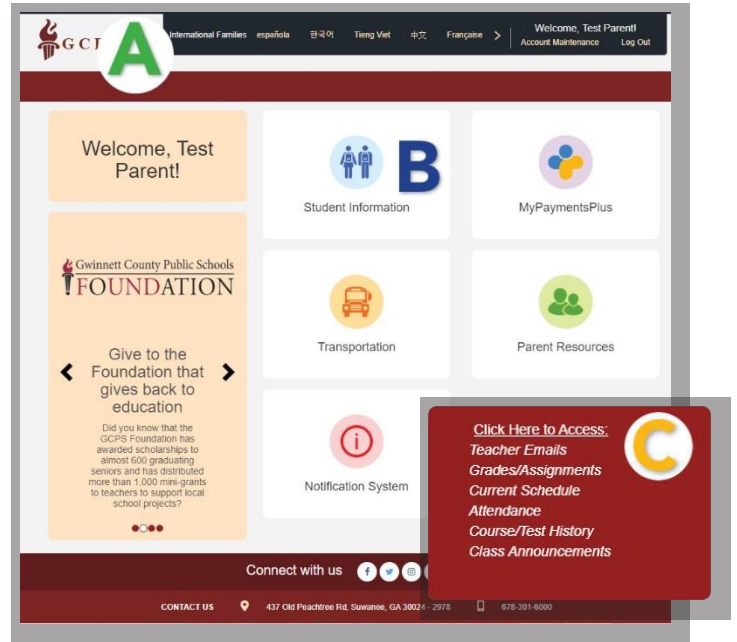 GCP
A
International Families española 한국어 Tieng Viet 中文 Française
Welcome, Test Parent!
Account Maintenance Log Out
Welcome, Test
Parent!
Gwinnett County Public Schools
FOUNDATION
Give to the
Foundation that
gives back to
education
Did you know that the
GCPS Foundation has
awarded scholarships to
almost 600 graduating
seniors and has distributed
more than 1,000 mini-grants
to teachers to support local
school projects?
B
Student Information
MyPaymentsPlus
Transportation
Parent Resources
Notification System
Click Here to Access:
C
Teacher Emails
Grades/Assignments
Current Schedule
Attendance
Course/Test History
Class Announcements
Connect with us
CONTACT US 437 Old Peachtree Rd, Suwanee, GA 30024 - 2978 678-301-6000